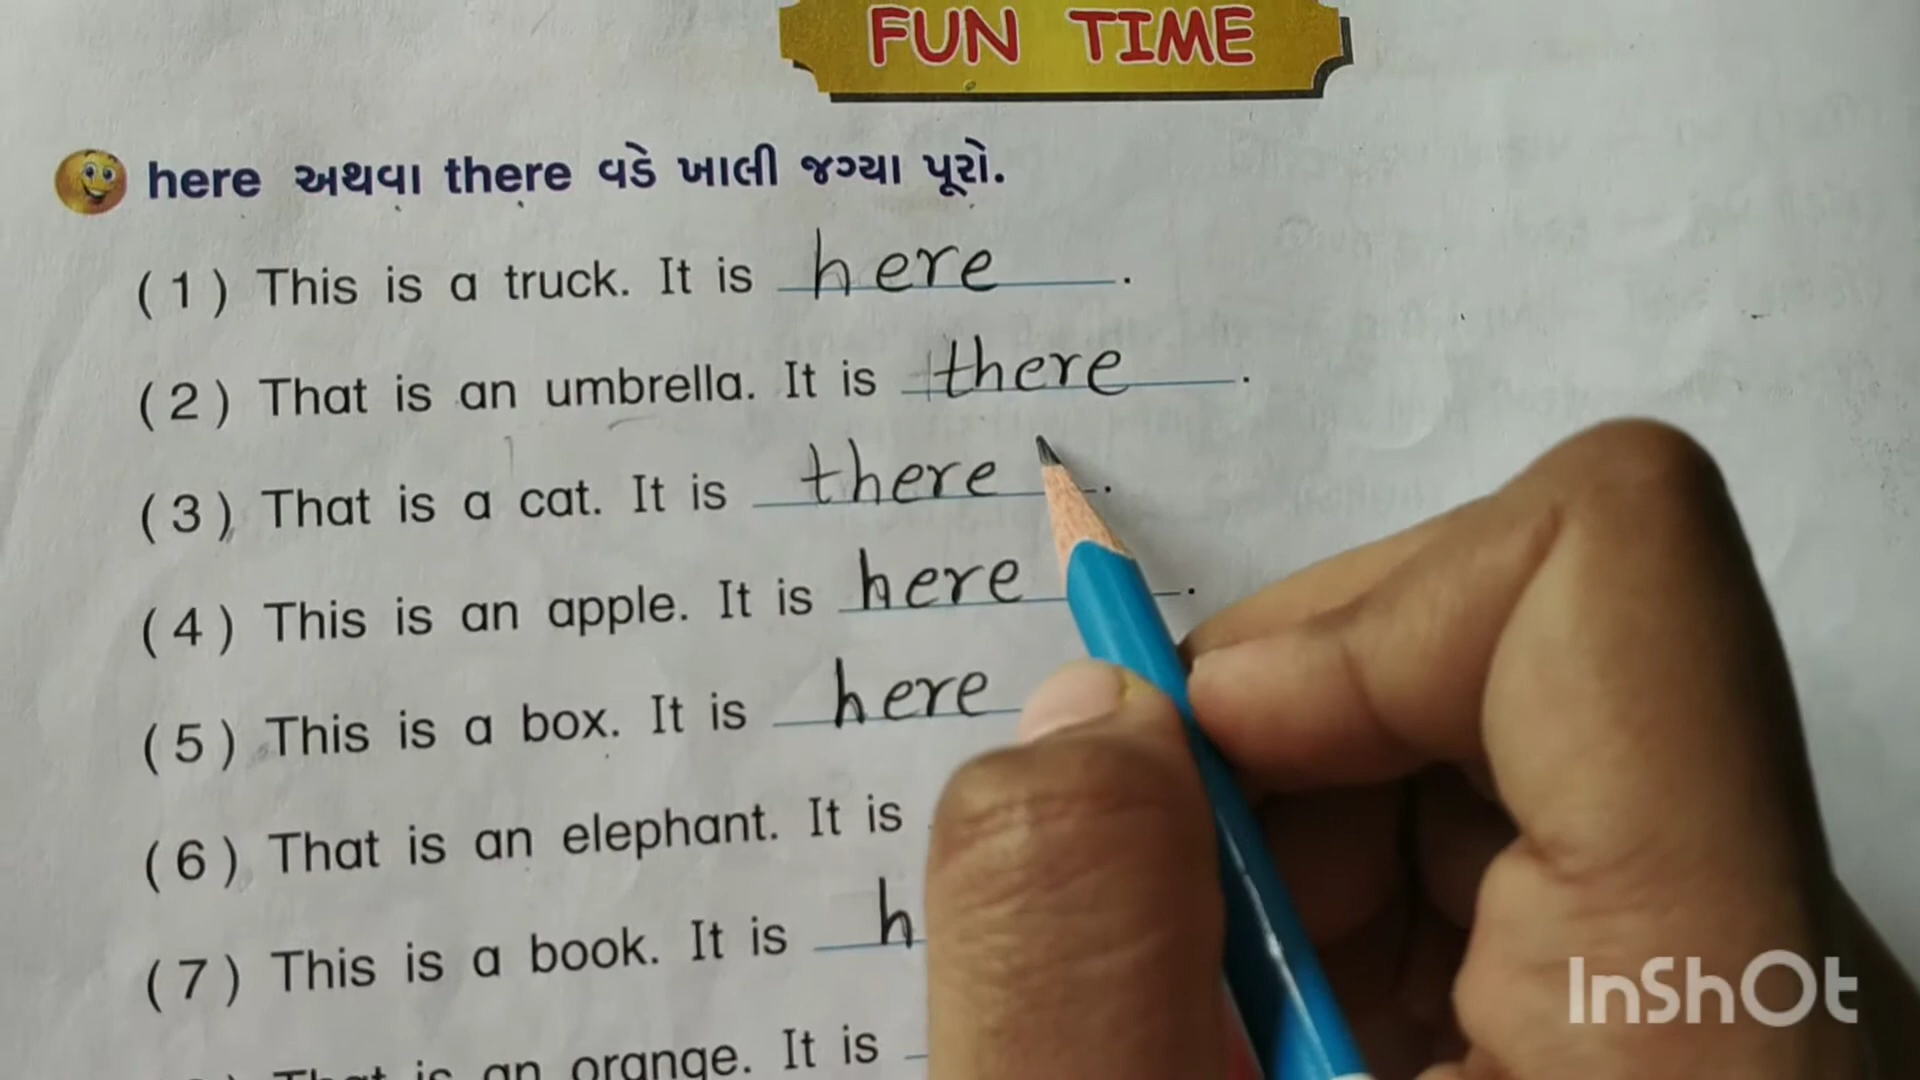 FUN TIME
here અથવા there વડે ખાલી જગ્યા પૂરો.
(1) This is a truck. It is here.
(2) That is an umbrella. It is there.
(3) That is a cat. It is there.
(4) This is an apple. It is here.
(5) This is a box. It is here
(6) That is an elephant. It is
(7) This is a book. It is h
That is an orange. It is
InShOt